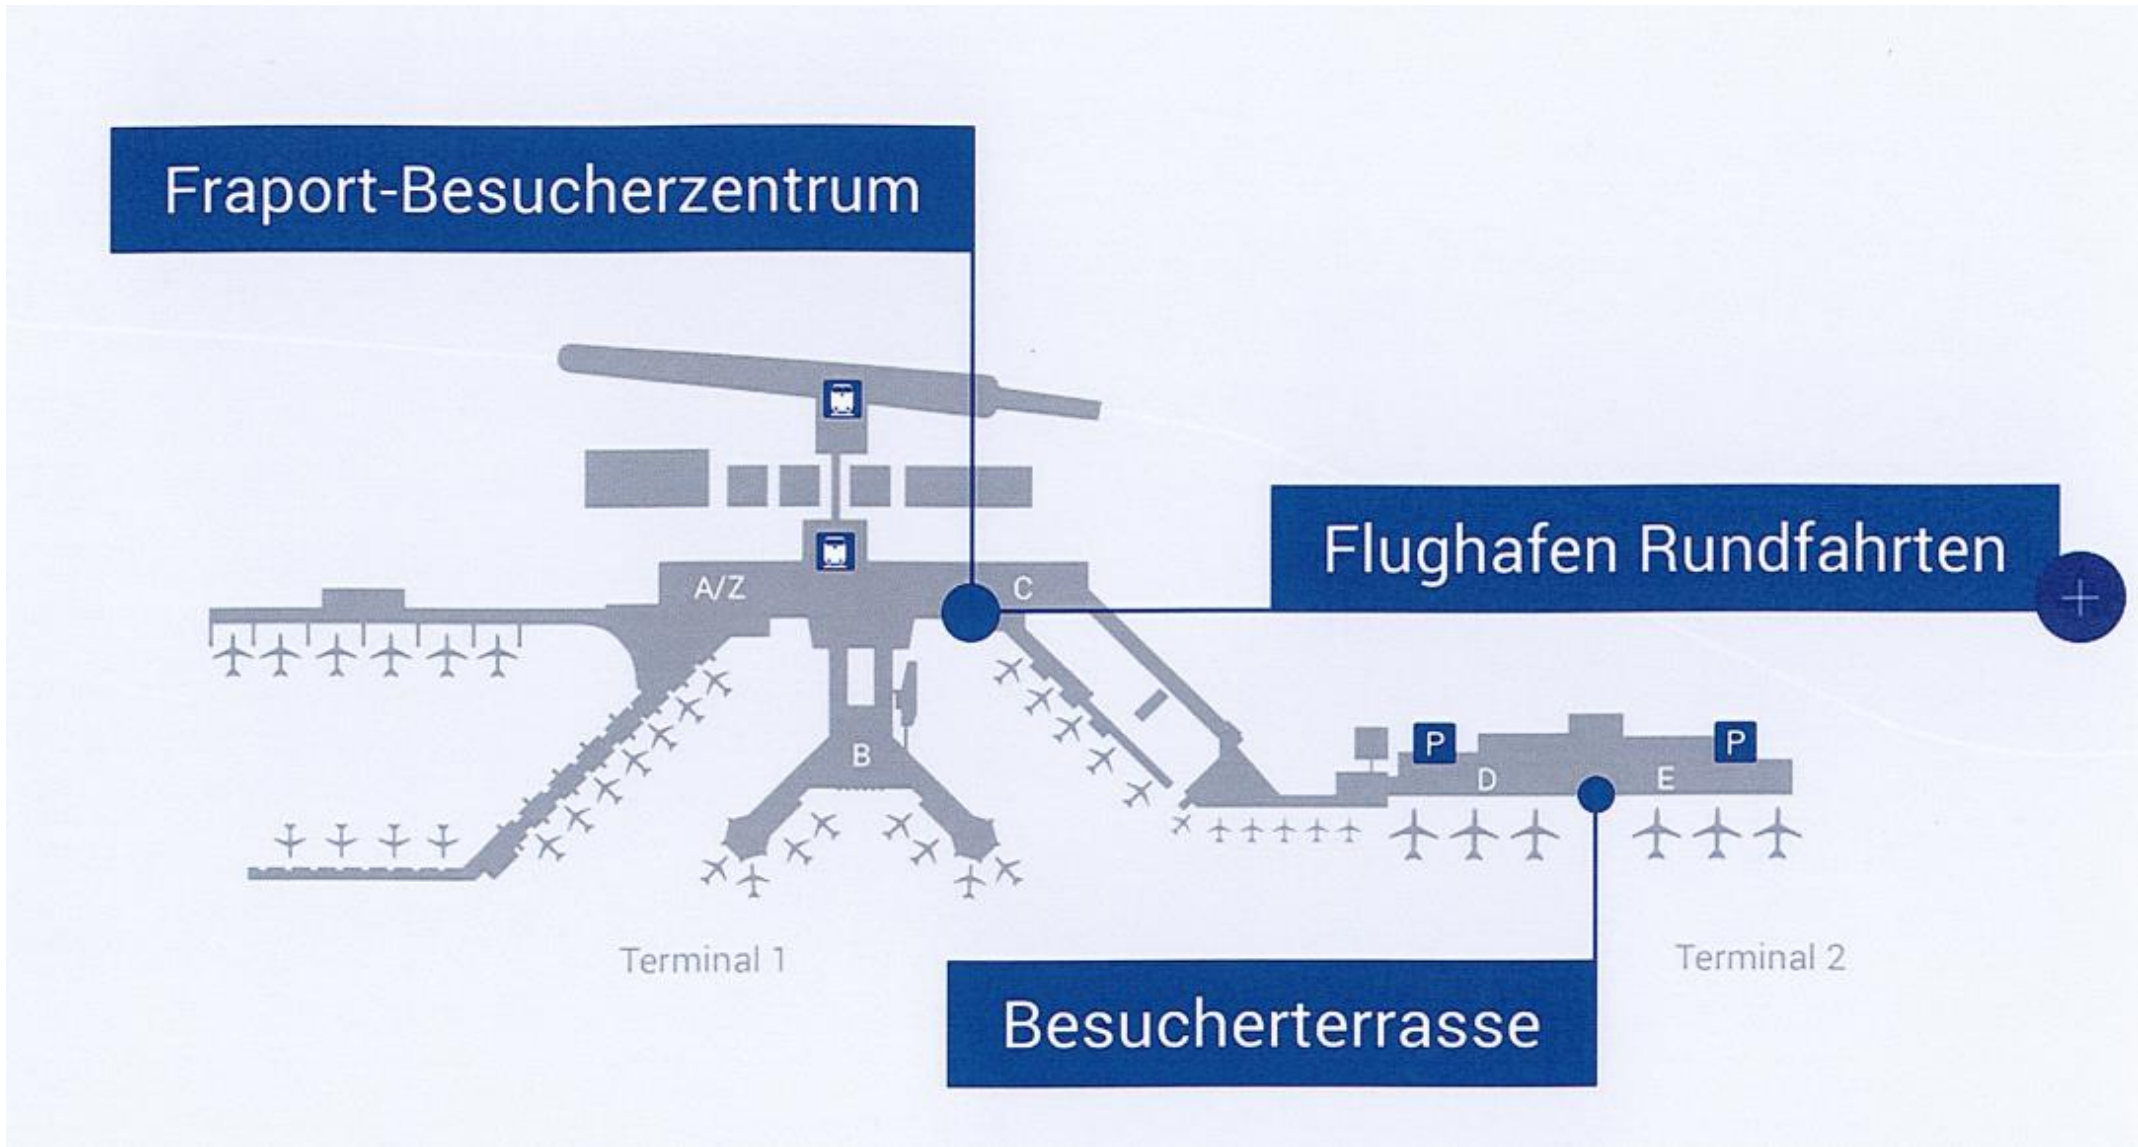 Fraport-Besucherzentrum
Flughafen Rundfahrten
A/Z
C
B
P
P
D
E
Terminal 1
Terminal 2
Besucherterrasse